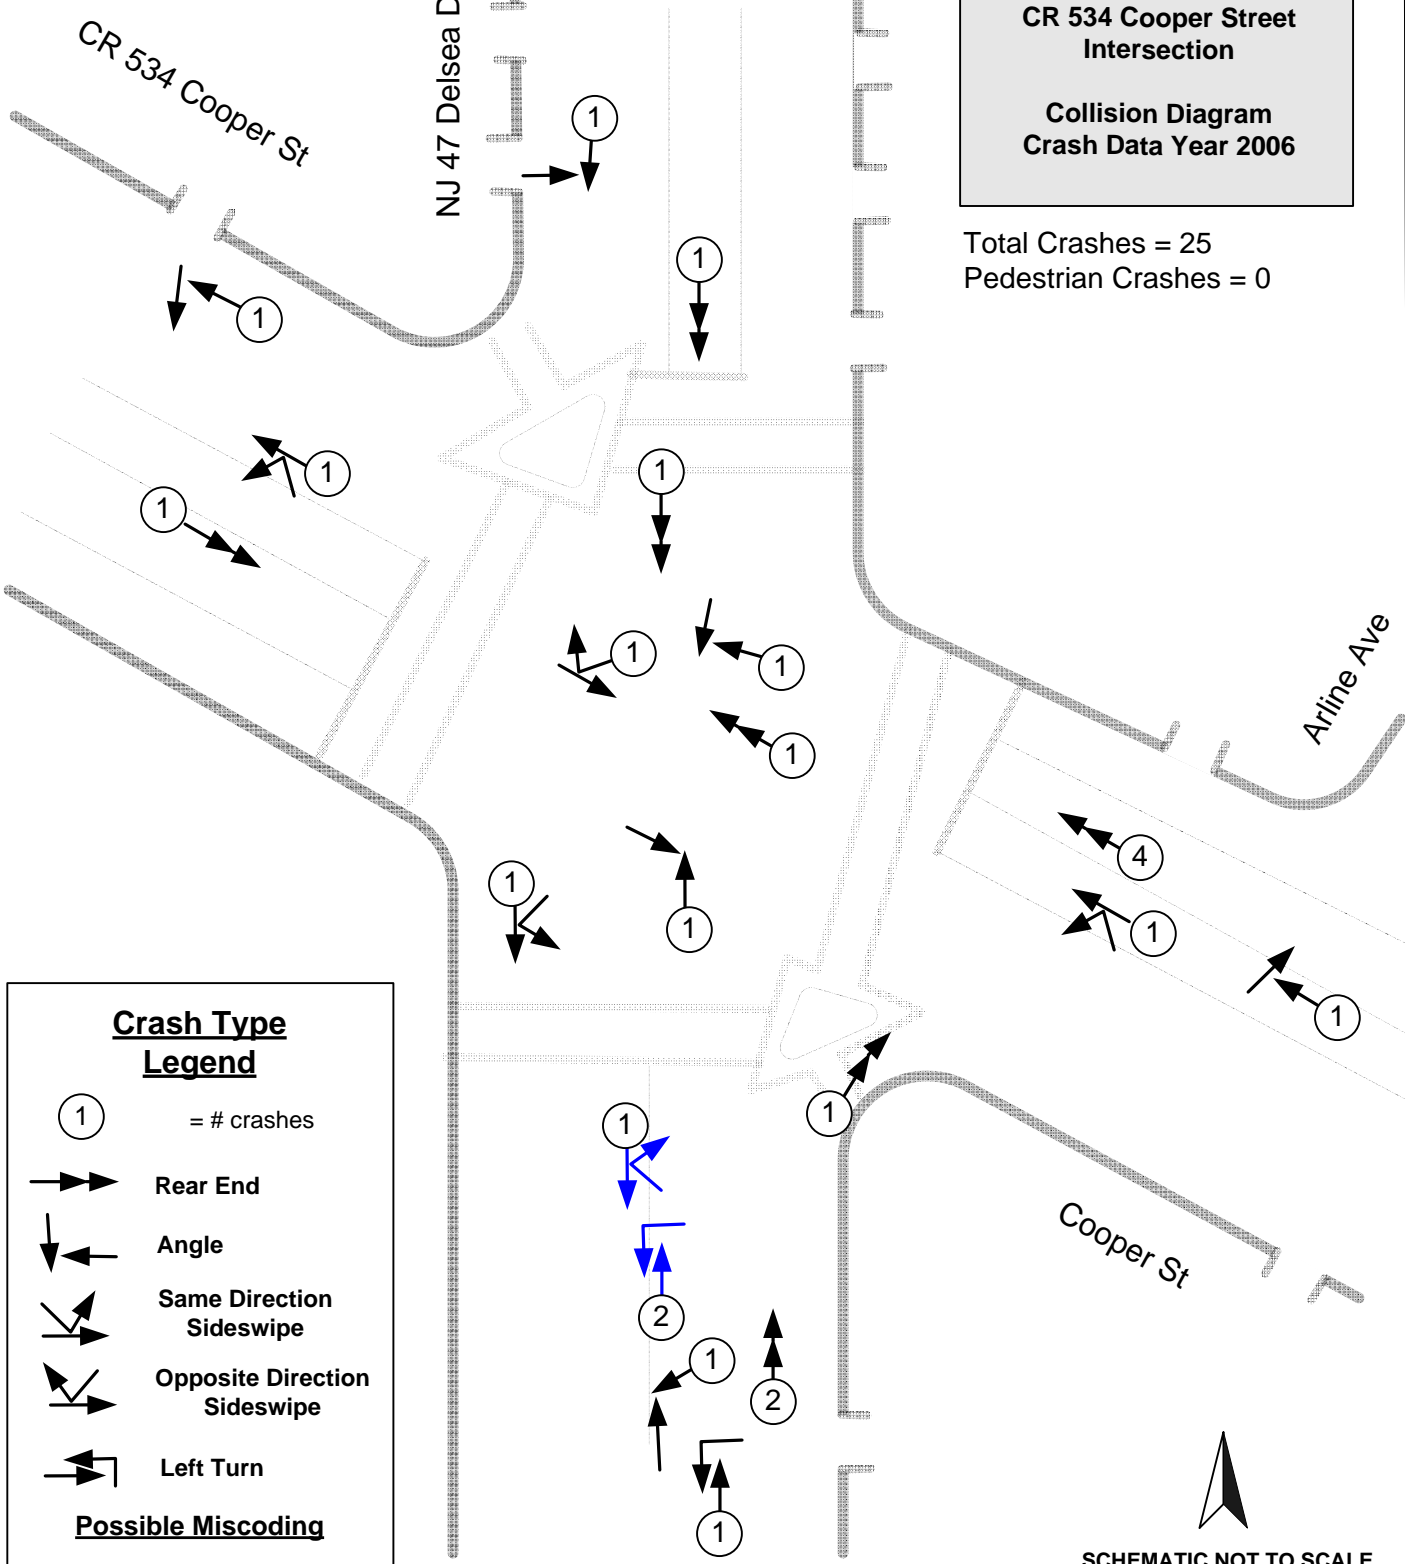 CR 534 Cooper Street
Intersection
Collision Diagram
Crash Data Year 2006
Total Crashes = 25
Pedestrian Crashes = 0
CR 534 Cooper St
NJ 47 Delsea D
1
1
1
1
1
1
1
1
1
1
Arline Ave
4
1
1
1
1
1
Cooper St
1
2
1
2
1
Crash Type
Legend
1 = # crashes
Rear End
Angle
Same Direction
Sideswipe
Opposite Direction
Sideswipe
Left Turn
Possible Miscoding
SCHEMATIC NOT TO SCALE